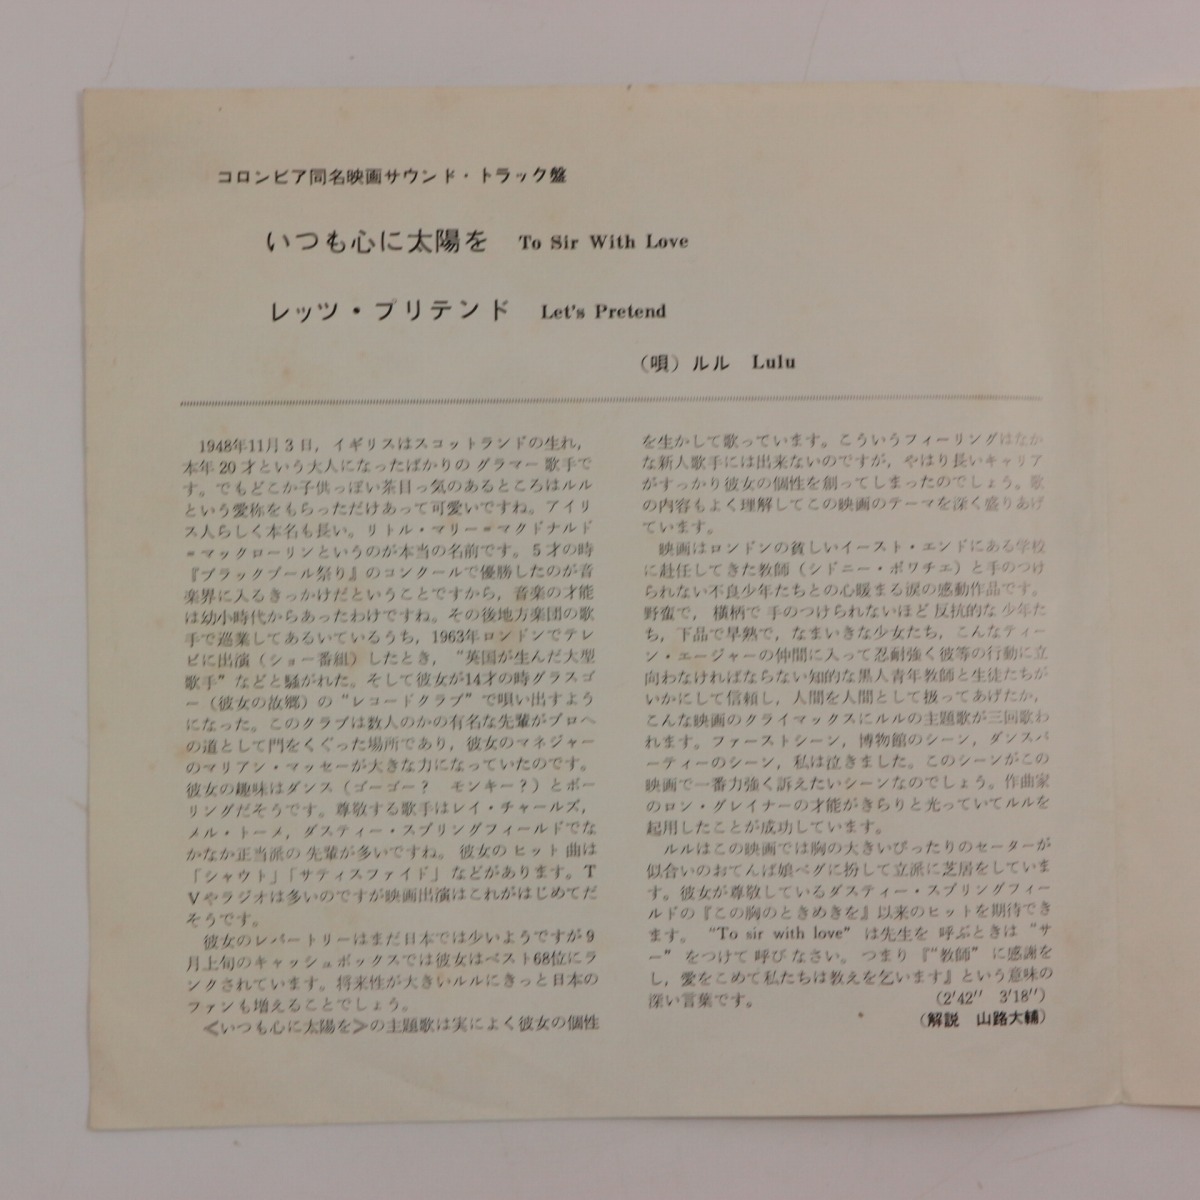 コロンビア同名映画サウンド・トラック盤
いつも心に太陽を To Sir With Love
レッツ・プリテンド Let's Pretend
（唄）ルル Lulu
1948年11月3日，イギリスはスコットランドの生れ，
本年20才という大人になったばかりのグラマー歌手で
す。でもどこか子供っぽい茶目っ気のあるところはルル
という愛称をもらっただけあって可愛いですね。アイリ
ス人らしく本名も長い。リトル・マリー＝マクドナルド
＝マックローリンというのが本当の名前です。5才の時
『ブラックプール祭り』のコンクールで優勝したのが音
楽界に入るきっかけだということですから，音楽の才能
は幼小時代からあったわけですね。その後地方楽団の歌
手で巡業してあるいているうち，1963年ロンドンでテレ
ビに出演（ショー番組）したとき，“英国が生んだ大型
歌手”などと騒がれた。そして彼女が14才の時グラスゴ
ー（彼女の故郷）の“レコードクラブ”で唄い出すよう
になった。このクラブは数人のかの有名な先輩がプロへ
の道として門をくぐった場所であり，彼女のマネジャー
のマリアン・マッセーが大きな力になっていたのです。
彼女の趣味はダンス（ゴーゴー？ モンキー？）とボー
リングだそうです。尊敬する歌手はレイ・チャールズ，
メル・トーメ，ダスティー・スプリングフィールドでな
かなか正当派の先輩が多いですね。彼女のヒット曲は
「シャウト」「サティスファイド」などがあります。T
Vやラジオは多いのですが映画出演はこれがはじめてだ
そうです。
彼女のレパートリーはまだ日本では少いようですが9
月上旬のキャッシュボックスでは彼女はベスト68位にラ
ンクされています。将来性が大きいルルにきっと日本の
ファンも増えることでしょう。
≪いつも心に太陽を≫の主題歌は実によく彼女の個性
を生かして歌っています。こういうフィーリングはなか
な新人歌手には出来ないのですが，やはり長いキャリア
がすっかり彼女の個性を創ってしまったのでしょう。歌
の内容もよく理解してこの映画のテーマを深く盛りあげ
ています。
映画はロンドンの貧しいイースト・エンドにある学校
に赴任してきた教師（シドニー・ポワチエ）と手のつけ
られない不良少年たちとの心暖まる涙の感動作品です。
野蛮で，横柄で手のつけられないほど反抗的な少年た
ち，下品で早熟で，なまいきな少女たち，こんなティー
ン・エージャーの仲間に入って忍耐強く彼等の行動に立
向わなければならない知的な黒人青年教師と生徒たちが
いかにして信頼し，人間を人間として扱ってあげたか，
こんな映画のクライマックスにルルの主題歌が三回歌わ
れます。ファーストシーン，博物館のシーン，ダンスパ
ーティーのシーン，私は泣きました。このシーンがこの
映画で一番力強く訴えたいシーンなのでしょう。作曲家
のロン・グレイナーの才能がきらりと光っていてルルを
起用したことが成功しています。
ルルはこの映画では胸の大きいぴったりのセーターが
似合いのおてんば娘ベグに扮して立派に芝居をしていま
す。彼女が尊敬しているダスティー・スプリングフィー
ルドの『この胸のときめきを』以来のヒットを期待でき
ます。“To sir with love”は先生を呼ぶときは“サ
ー”をつけて呼びなさい。つまり『“教師”に感謝を
し，愛をこめて私たちは教えを乞います』という意味の
深い言葉です。 （2′42″ 3′18″）
（解説 山路大輔）